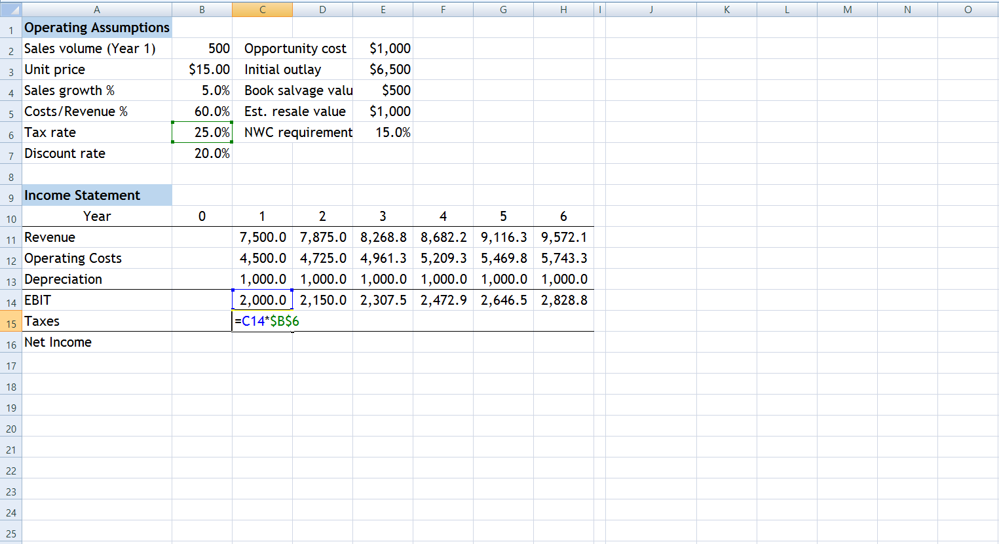 A B C D E F G H I J K L M N O
1 Operating Assumptions
2 Sales volume (Year 1) 500 Opportunity cost $1,000
3 Unit price $15.00 Initial outlay $6,500
4 Sales growth % 5.0% Book salvage valu $500
5 Costs/Revenue % 60.0% Est. resale value $1,000
6 Tax rate 25.0% NWC requirement 15.0%
7 Discount rate 20.0%
8
9 Income Statement
10 Year 0 1 2 3 4 5 6
11 Revenue 7,500.0 7,875.0 8,268.8 8,682.2 9,116.3 9,572.1
12 Operating Costs 4,500.0 4,725.0 4,961.3 5,209.3 5,469.8 5,743.3
13 Depreciation 1,000.0 1,000.0 1,000.0 1,000.0 1,000.0 1,000.0
14 EBIT 2,000.0 2,150.0 2,307.5 2,472.9 2,646.5 2,828.8
15 Taxes =C14*$B$6
16 Net Income
17
18
19
20
21
22
23
24
25